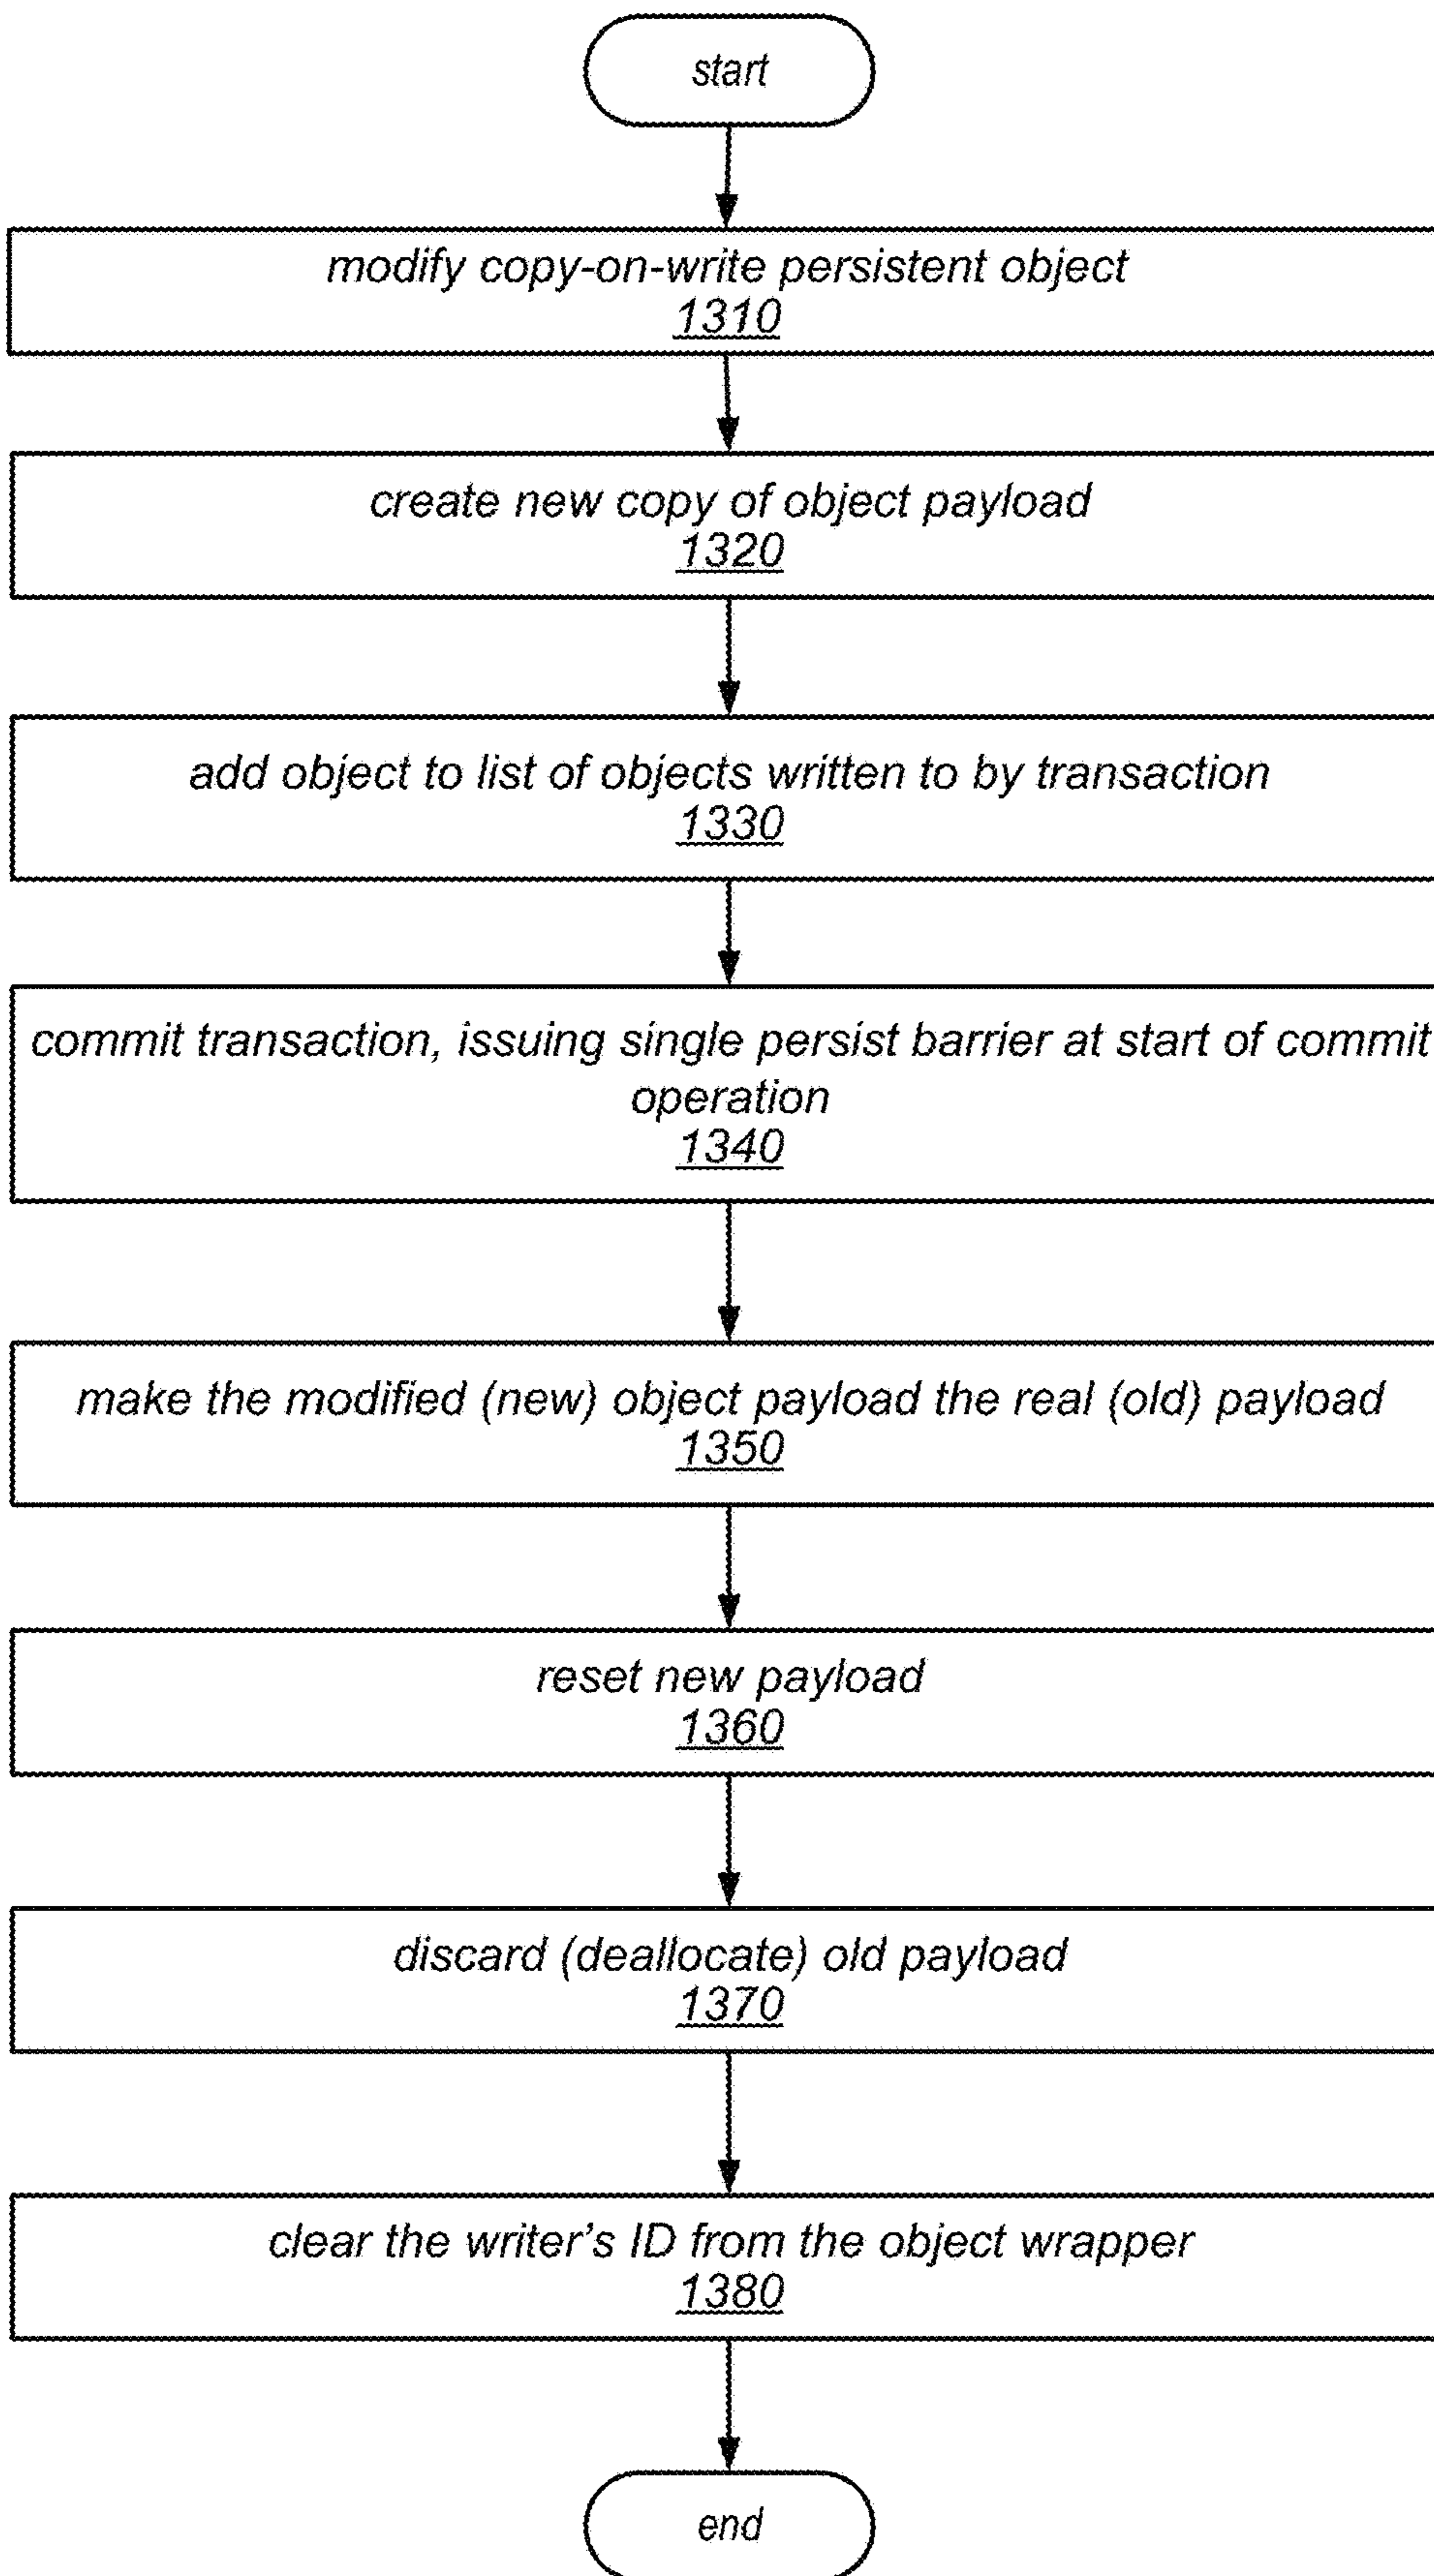 start
modify copy-on-write persistent object
1310
create new copy of object payload
1320
add object to list of objects written to by transaction
1330
commit transaction, issuing single persist barrier at start of commit
operation
1340
make the modified (new) object payload the real (old) payload
1350
reset new payload
1360
discard (deallocate) old payload
1370
clear the writer's ID from the object wrapper
1380
end